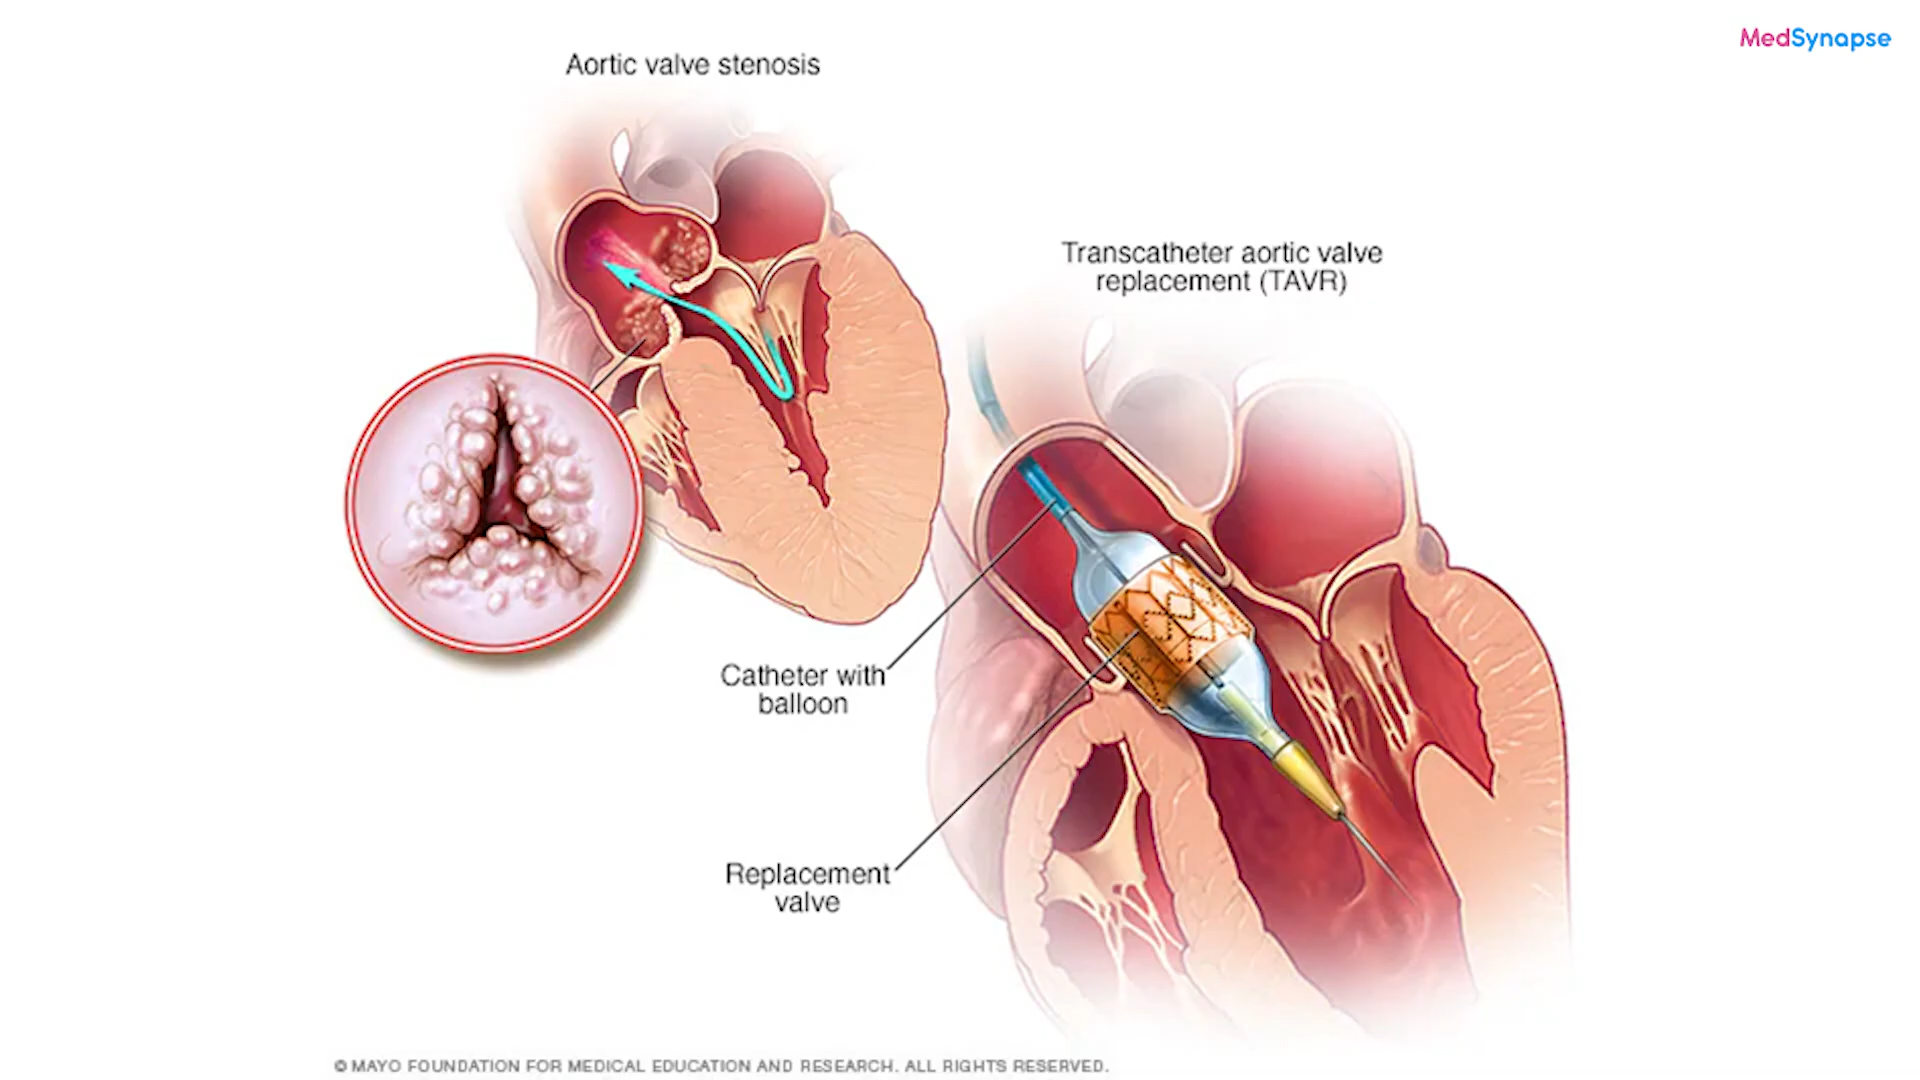 MedSynapse
Aortic valve stenosis
Transcatheter aortic valve
replacement (TAVR)
Catheter with
balloon
Replacement
valve
© MAYO FOUNDATION FOR MEDICAL EDUCATION AND RESEARCH. ALL RIGHTS RESERVED.